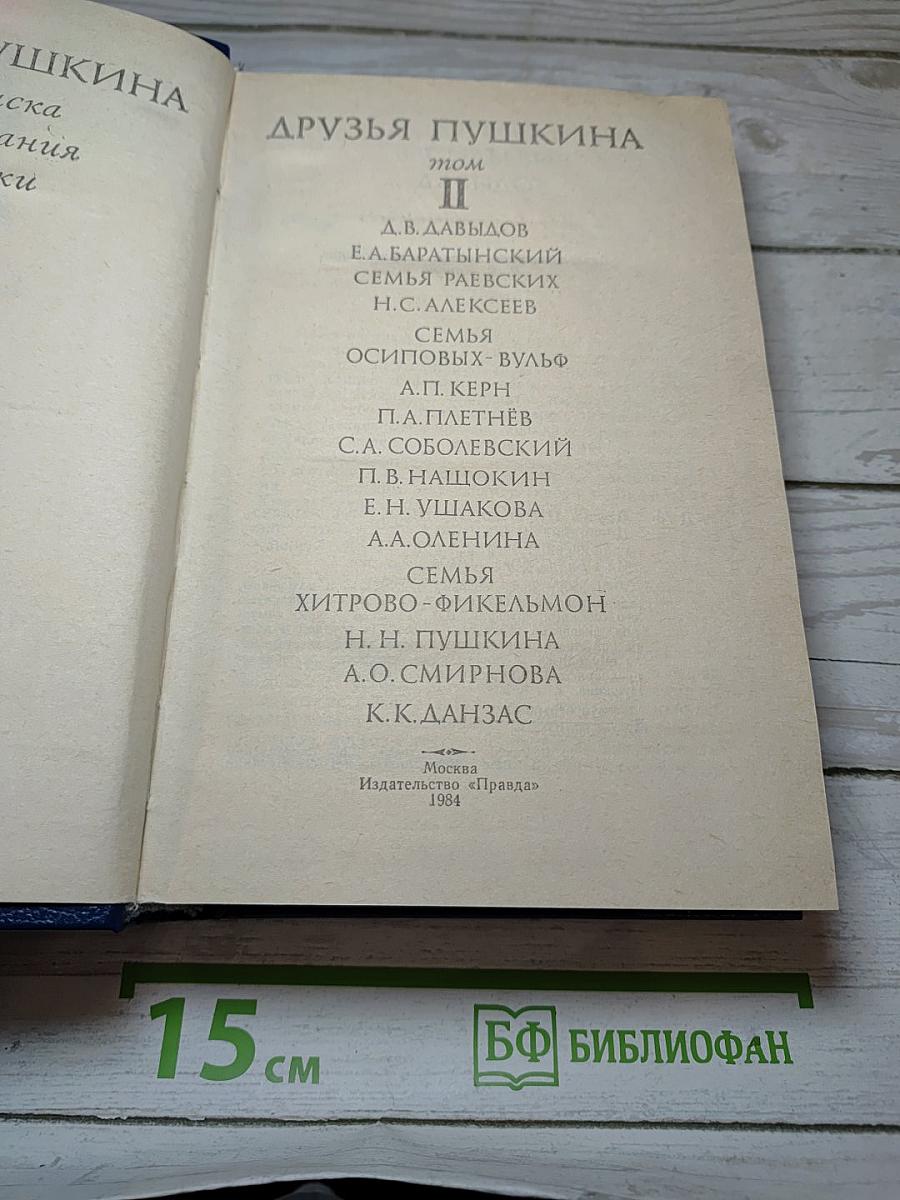 УШКИНА
иска
ания
ки
ДРУЗЬЯ ПУШКИНА
том
II
Д.В.ДАВЫДОВ
Е.А.БАРАТЫНСКИЙ
СЕМЬЯ РАЕВСКИХ
Н.С.АЛЕКСЕЕВ
СЕМЬЯ
ОСИПОВЫХ-ВУЛЬФ
А.П. КЕРН
П.А.ПЛЕТНЁВ
С.А. СОБОЛЕВСКИЙ
П.В.НАЩОКИН
Е.Н. УШАКОВА
А.А.ОЛЕНИНА
СЕМЬЯ
ХИТРОВО-ФИКЕЛЬМОН
Н. Н. ПУШКИНА
А.О.СМИРНОВА
К.К.ДАНЗАС
Москва
Издательство «Правда»
1984
15 см
БФ БИБЛИОФАН